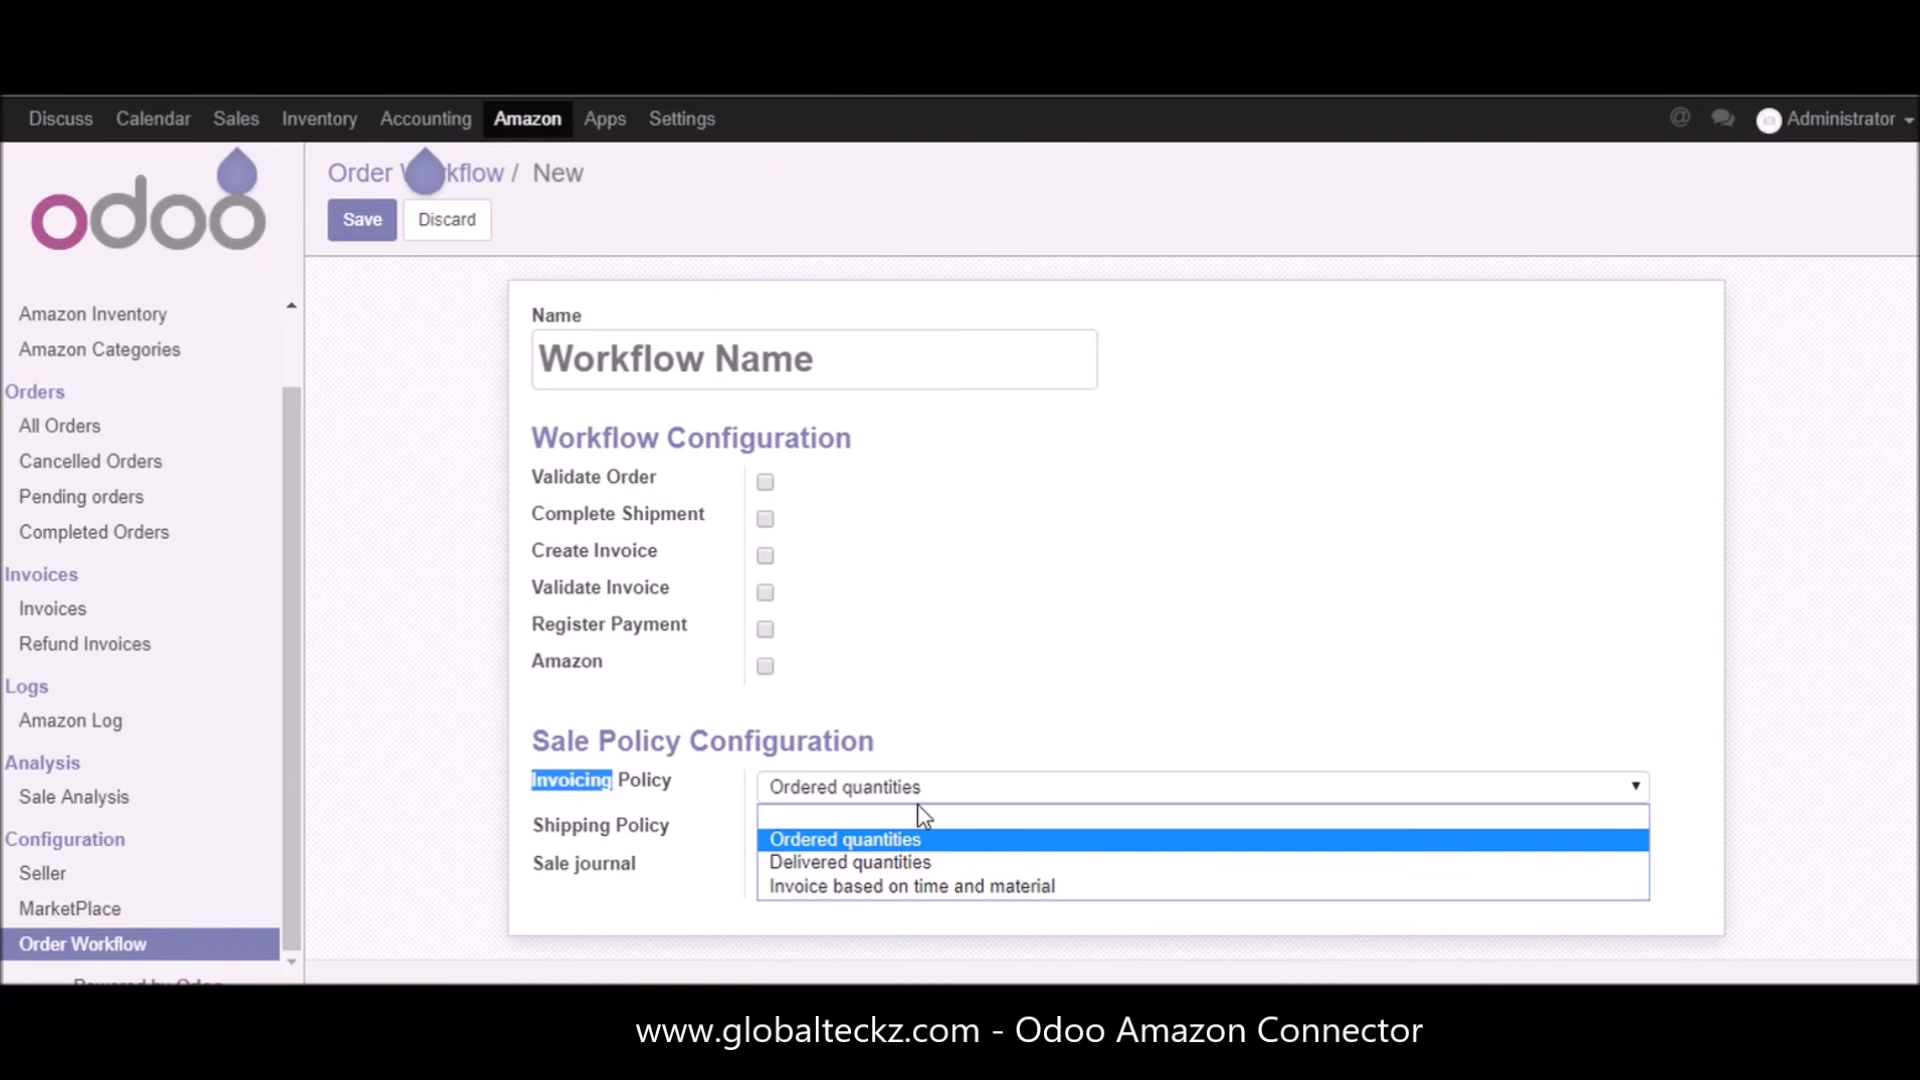 Discuss Calendar Sales Inventory Accounting Amazon Apps Settings @ Administrator
odoo
Order Workflow / New
Save Discard
Amazon Inventory
Amazon Categories
Orders
All Orders
Cancelled Orders
Pending orders
Completed Orders
Invoices
Invoices
Refund Invoices
Logs
Amazon Log
Analysis
Sale Analysis
Configuration
Seller
MarketPlace
Order Workflow
Powered by Odoo
Name
Workflow Name
Workflow Configuration
Validate Order
Complete Shipment
Create Invoice
Validate Invoice
Register Payment
Amazon
Sale Policy Configuration
Invoicing Policy Ordered quantities
Shipping Policy
Sale journal
Ordered quantities
Delivered quantities
Invoice based on time and material
www.globalteckz.com - Odoo Amazon Connector